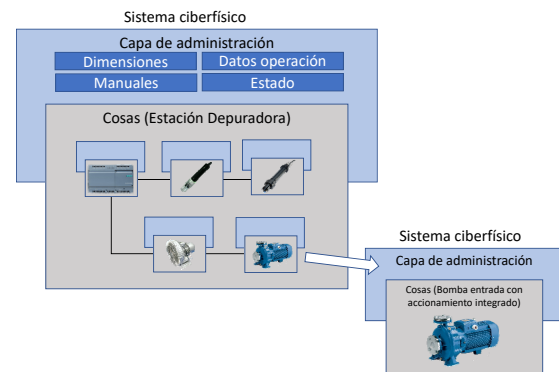 Sistema ciberfísico
Capa de administración
Dimensiones
Datos operación
Manuales
Estado
Cosas (Estación Depuradora)
Sistema ciberfísico
Capa de administración
Cosas (Bomba entrada con
accionamiento integrado)